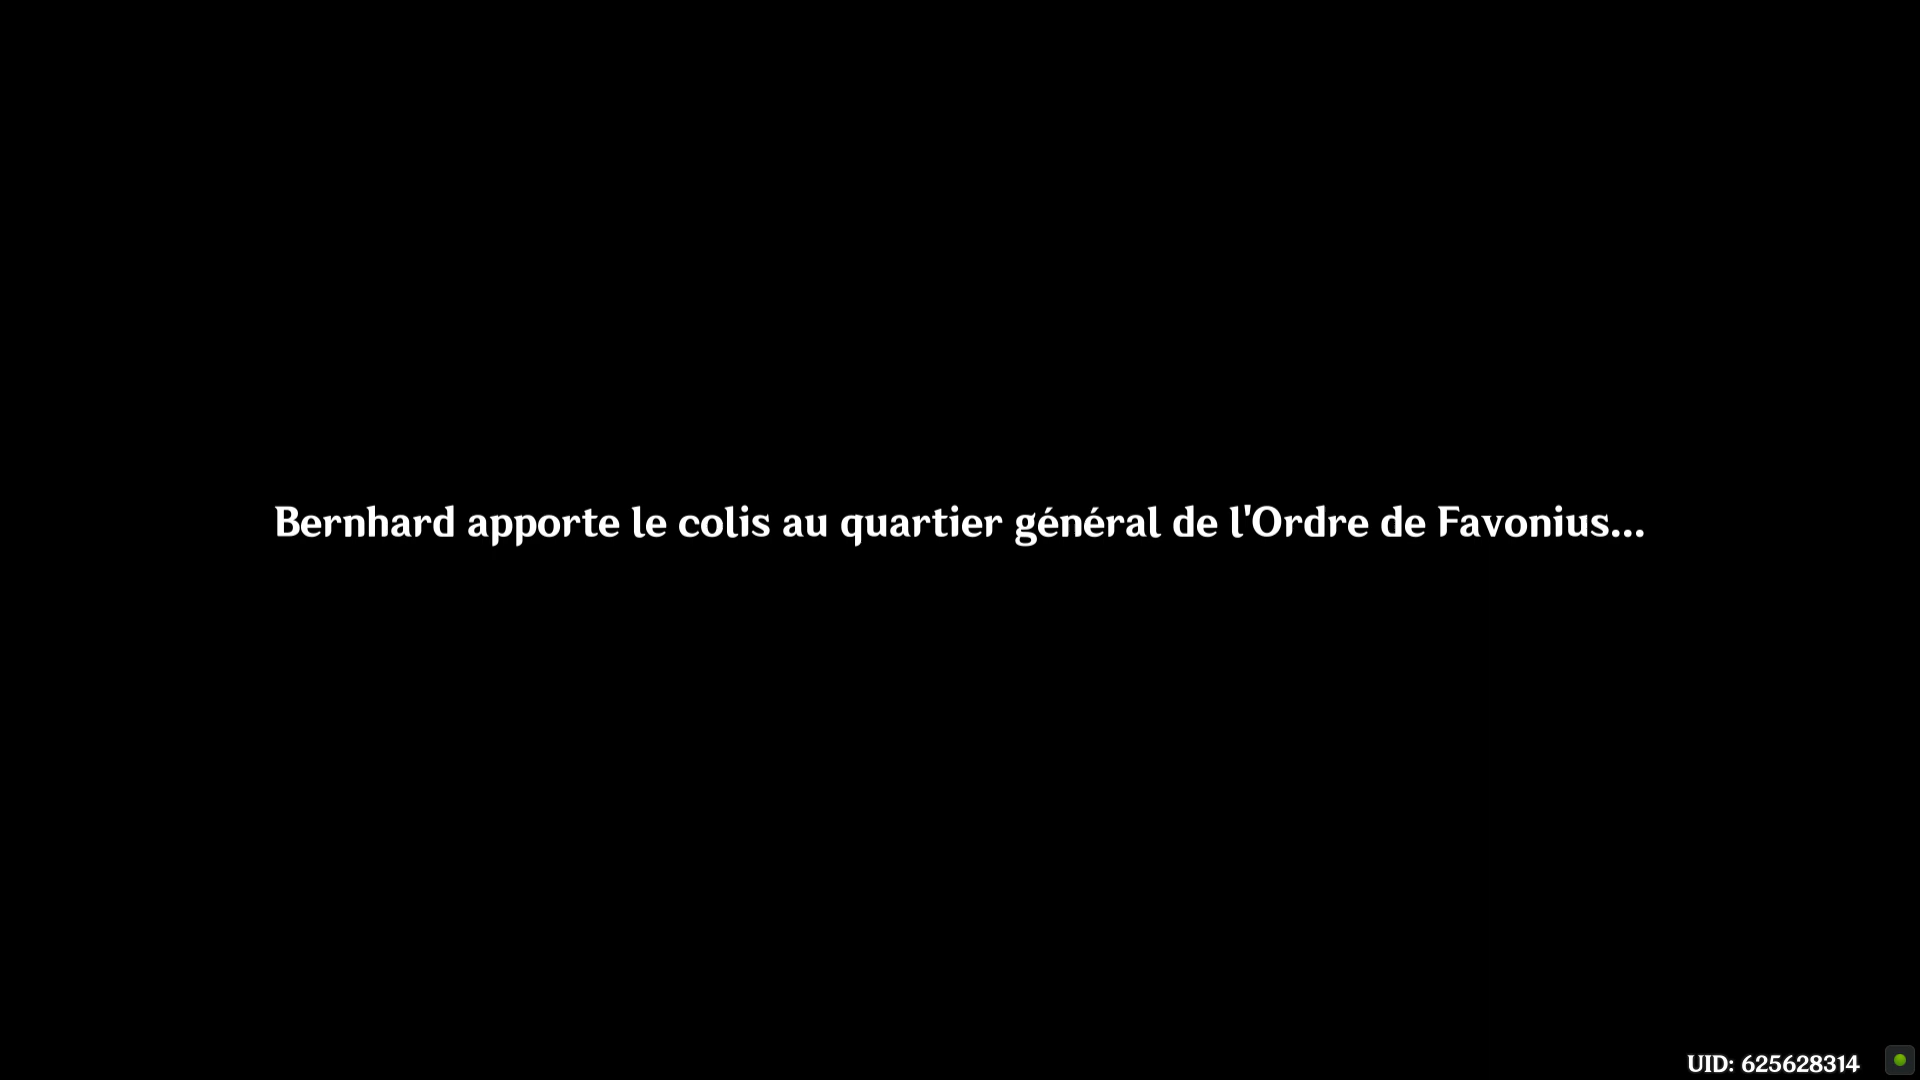 Bernhard apporte le colis au quartier général de l'Ordre de Favonius...
UID: 625628314